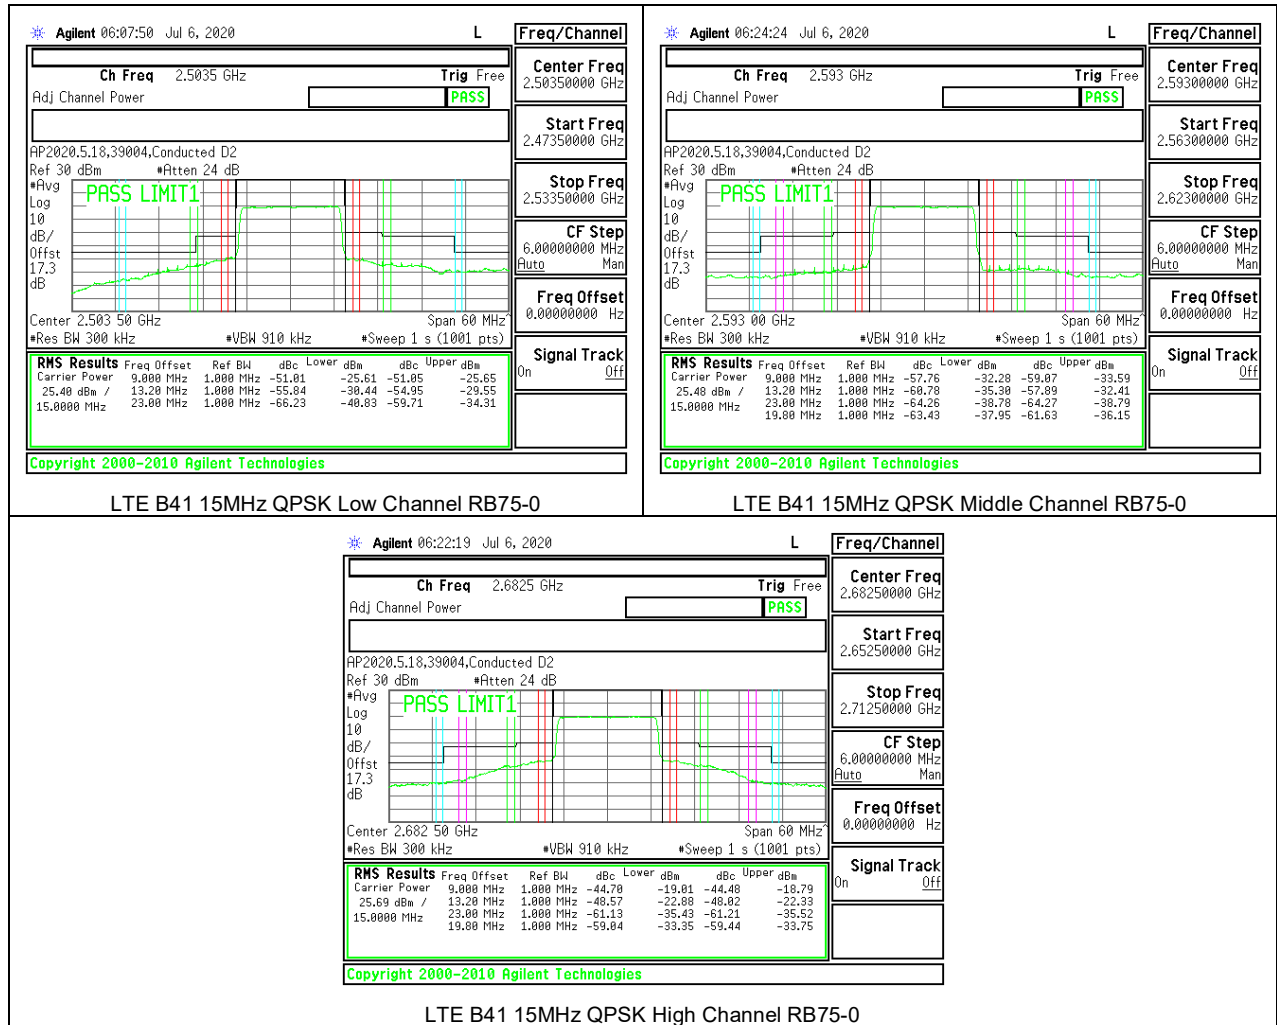 Agilent 06:07:50 Jul 6, 2020 L Freq/Channel
Ch Freq 2.5035 GHz Trig Free
Adj Channel Power PASS
Center Freq
2.50350000 GHz
Start Freq
2.47350000 GHz
Stop Freq
2.53350000 GHz
CF Step
6.00000000 MHz
Auto Man
Freq Offset
0.00000000 Hz
Signal Track
On Off
AP2020.5.18,39004,Conducted D2
Ref 30 dBm #Atten 24 dB
#Avg
Log
10
dB/
Offst
17.3
dB
PASS LIMIT1
Center 2.503 50 GHz Span 60 MHz^
#Res BW 300 kHz #VBW 910 kHz #Sweep 1 s (1001 pts)
RMS Results Freq Offset Ref BW dBc Lower dBm dBc Upper dBm
Carrier Power 9.000 MHz 1.000 MHz -51.01 -25.61 -51.05 -25.65
25.40 dBm / 13.20 MHz 1.000 MHz -55.84 -30.44 -54.95 -29.55
15.0000 MHz 23.00 MHz 1.000 MHz -66.23 -40.83 -59.71 -34.31
Copyright 2000-2010 Agilent Technologies
LTE B41 15MHz QPSK Low Channel RB75-0
Agilent 06:24:24 Jul 6, 2020 L Freq/Channel
Ch Freq 2.593 GHz Trig Free
Adj Channel Power PASS
Center Freq
2.59300000 GHz
Start Freq
2.56300000 GHz
Stop Freq
2.62300000 GHz
CF Step
6.00000000 MHz
Auto Man
Freq Offset
0.00000000 Hz
Signal Track
On Off
AP2020.5.18,39004,Conducted D2
Ref 30 dBm #Atten 24 dB
#Avg
Log
10
dB/
Offst
17.3
dB
PASS LIMIT1
Center 2.593 00 GHz Span 60 MHz^
#Res BW 300 kHz #VBW 910 kHz #Sweep 1 s (1001 pts)
RMS Results Freq Offset Ref BW dBc Lower dBm dBc Upper dBm
Carrier Power 9.000 MHz 1.000 MHz -57.76 -32.28 -59.07 -33.59
25.48 dBm / 13.20 MHz 1.000 MHz -60.78 -35.30 -57.89 -32.41
15.0000 MHz 23.00 MHz 1.000 MHz -64.26 -38.78 -64.27 -38.79
19.80 MHz 1.000 MHz -63.43 -37.95 -61.63 -36.15
Copyright 2000-2010 Agilent Technologies
LTE B41 15MHz QPSK Middle Channel RB75-0
Agilent 06:22:19 Jul 6, 2020 L Freq/Channel
Ch Freq 2.6825 GHz Trig Free
Adj Channel Power PASS
Center Freq
2.68250000 GHz
Start Freq
2.65250000 GHz
Stop Freq
2.71250000 GHz
CF Step
6.00000000 MHz
Auto Man
Freq Offset
0.00000000 Hz
Signal Track
On Off
AP2020.5.18,39004,Conducted D2
Ref 30 dBm #Atten 24 dB
#Avg
Log
10
dB/
Offst
17.3
dB
PASS LIMIT1
Center 2.682 50 GHz Span 60 MHz^
#Res BW 300 kHz #VBW 910 kHz #Sweep 1 s (1001 pts)
RMS Results Freq Offset Ref BW dBc Lower dBm dBc Upper dBm
Carrier Power 9.000 MHz 1.000 MHz -44.70 -19.01 -44.48 -18.79
25.69 dBm / 13.20 MHz 1.000 MHz -48.57 -22.88 -48.02 -22.33
15.0000 MHz 23.00 MHz 1.000 MHz -61.13 -35.43 -61.21 -35.52
19.80 MHz 1.000 MHz -59.04 -33.35 -59.44 -33.75
Copyright 2000-2010 Agilent Technologies
LTE B41 15MHz QPSK High Channel RB75-0